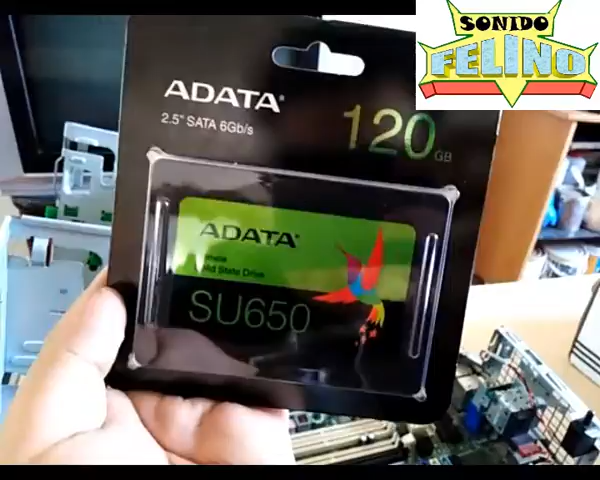 SONIDO
FELINO
ADATA®
2.5" SATA 6Gb/s
120GB
ADATA®
Solid State Drive
SU650